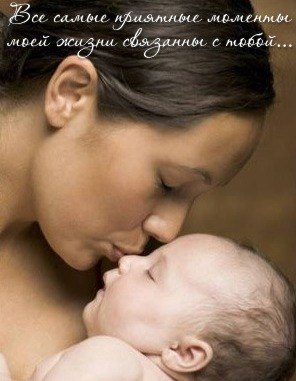 Все самые приятные моменты
моей жизни связанны с тобой...